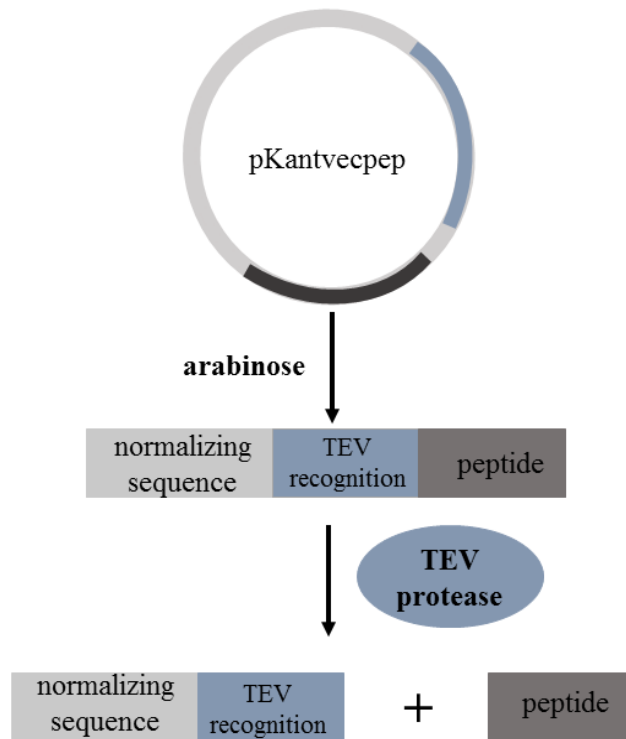 pKantvecpep
arabinose
normalizing
sequence
TEV
recognition
peptide
TEV
protease
normalizing
sequence
TEV
recognition
+
peptide